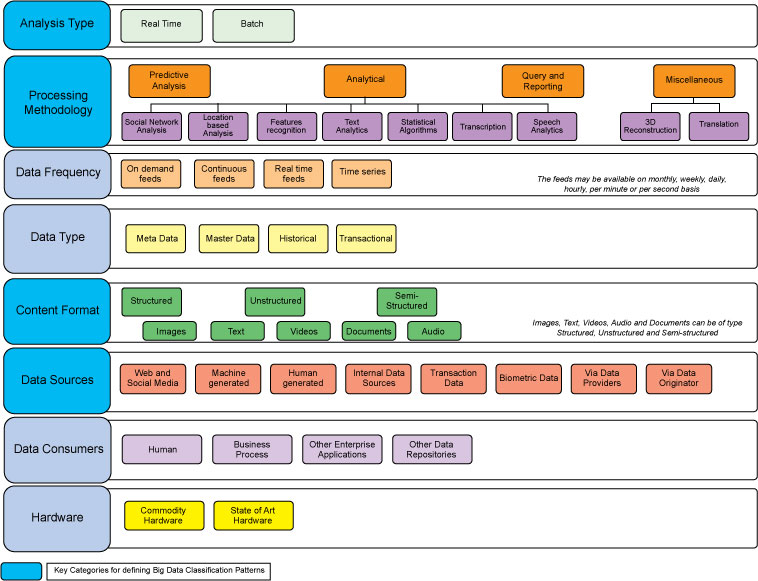 Analysis Type
Real Time
Batch
Processing
Methodology
Predictive
Analysis
Analytical
Query and
Reporting
Miscellaneous
Social Network
Analysis
Location
based
Analysis
Features
recognition
Text
Analytics
Statistical
Algorithms
Transcription
Speech
Analytics
3D
Reconstruction
Translation
Data Frequency
On demand
feeds
Continuous
feeds
Real time
feeds
Time series
The feeds may be available on monthly, weekly, daily,
hourly, per minute or per second basis
Data Type
Meta Data
Master Data
Historical
Transactional
Content Format
Structured
Unstructured
Semi-
Structured
Images
Text
Videos
Documents
Audio
Images, Text, Videos, Audio and Documents can be of type
Structured, Unstructured and Semi-structured
Data Sources
Web and
Social Media
Machine
generated
Human
generated
Internal Data
Sources
Transaction
Data
Biometric Data
Via Data
Providers
Via Data
Originator
Data Consumers
Human
Business
Process
Other Enterprise
Applications
Other Data
Repositories
Hardware
Commodity
Hardware
State of Art
Hardware
Key Categories for defining Big Data Classification Patterns